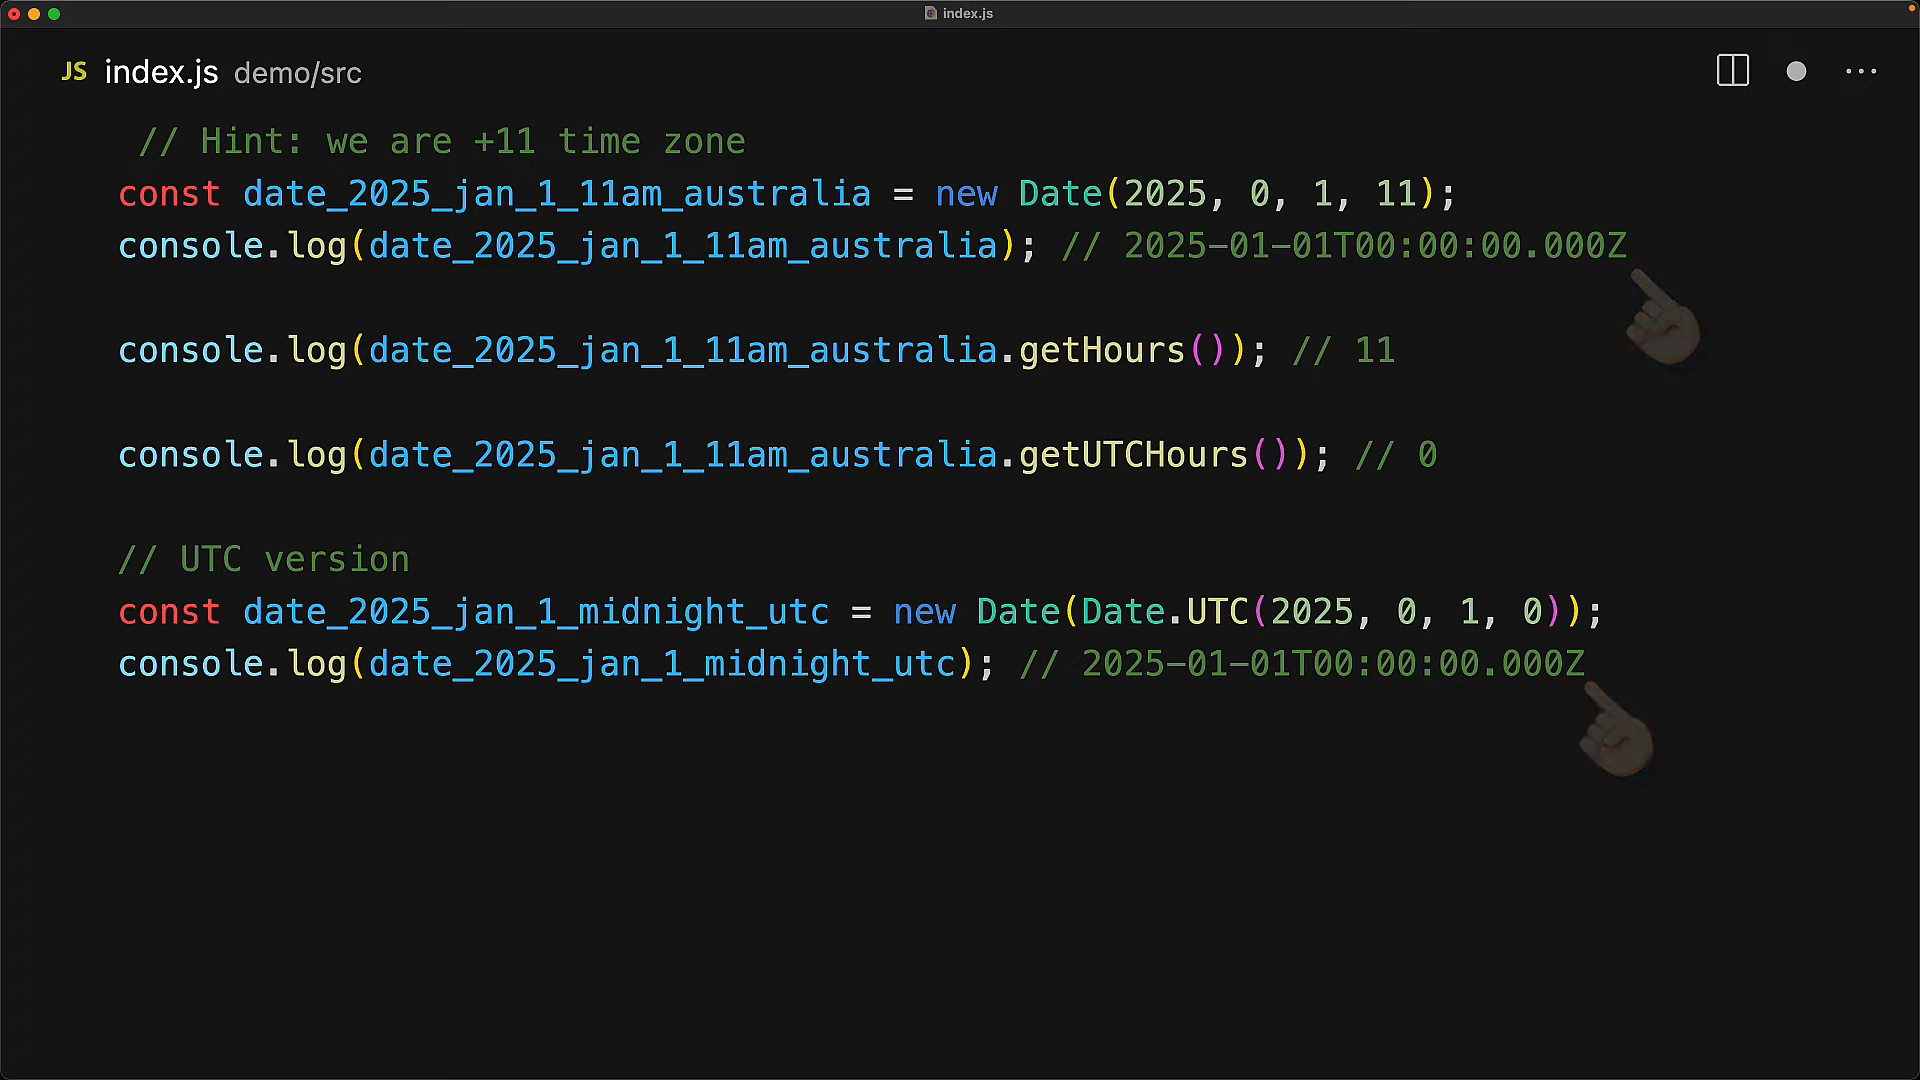 index.js
JS index.js demo/src
// Hint: we are +11 time zone
const date_2025_jan_1_11am_australia = new Date(2025, 0, 1, 11);
console.log(date_2025_jan_1_11am_australia); // 2025-01-01T00:00:00.000Z
console.log(date_2025_jan_1_11am_australia.getHours()); // 11
console.log(date_2025_jan_1_11am_australia.getUTCHours()); // 0
// UTC version
const date_2025_jan_1_midnight_utc = new Date(Date.UTC(2025, 0, 1, 0));
console.log(date_2025_jan_1_midnight_utc); // 2025-01-01T00:00:00.000Z